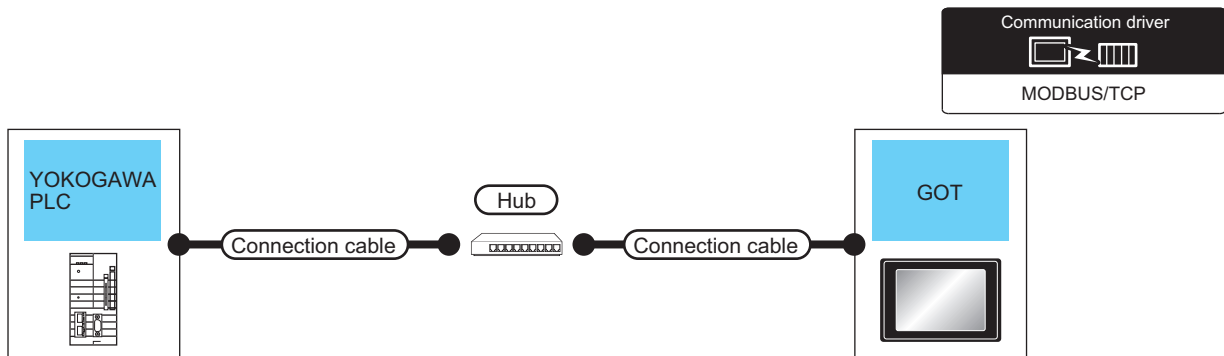 Communication driver
MODBUS/TCP
YOKOGAWA
PLC
Hub
GOT
Connection cable
Connection cable